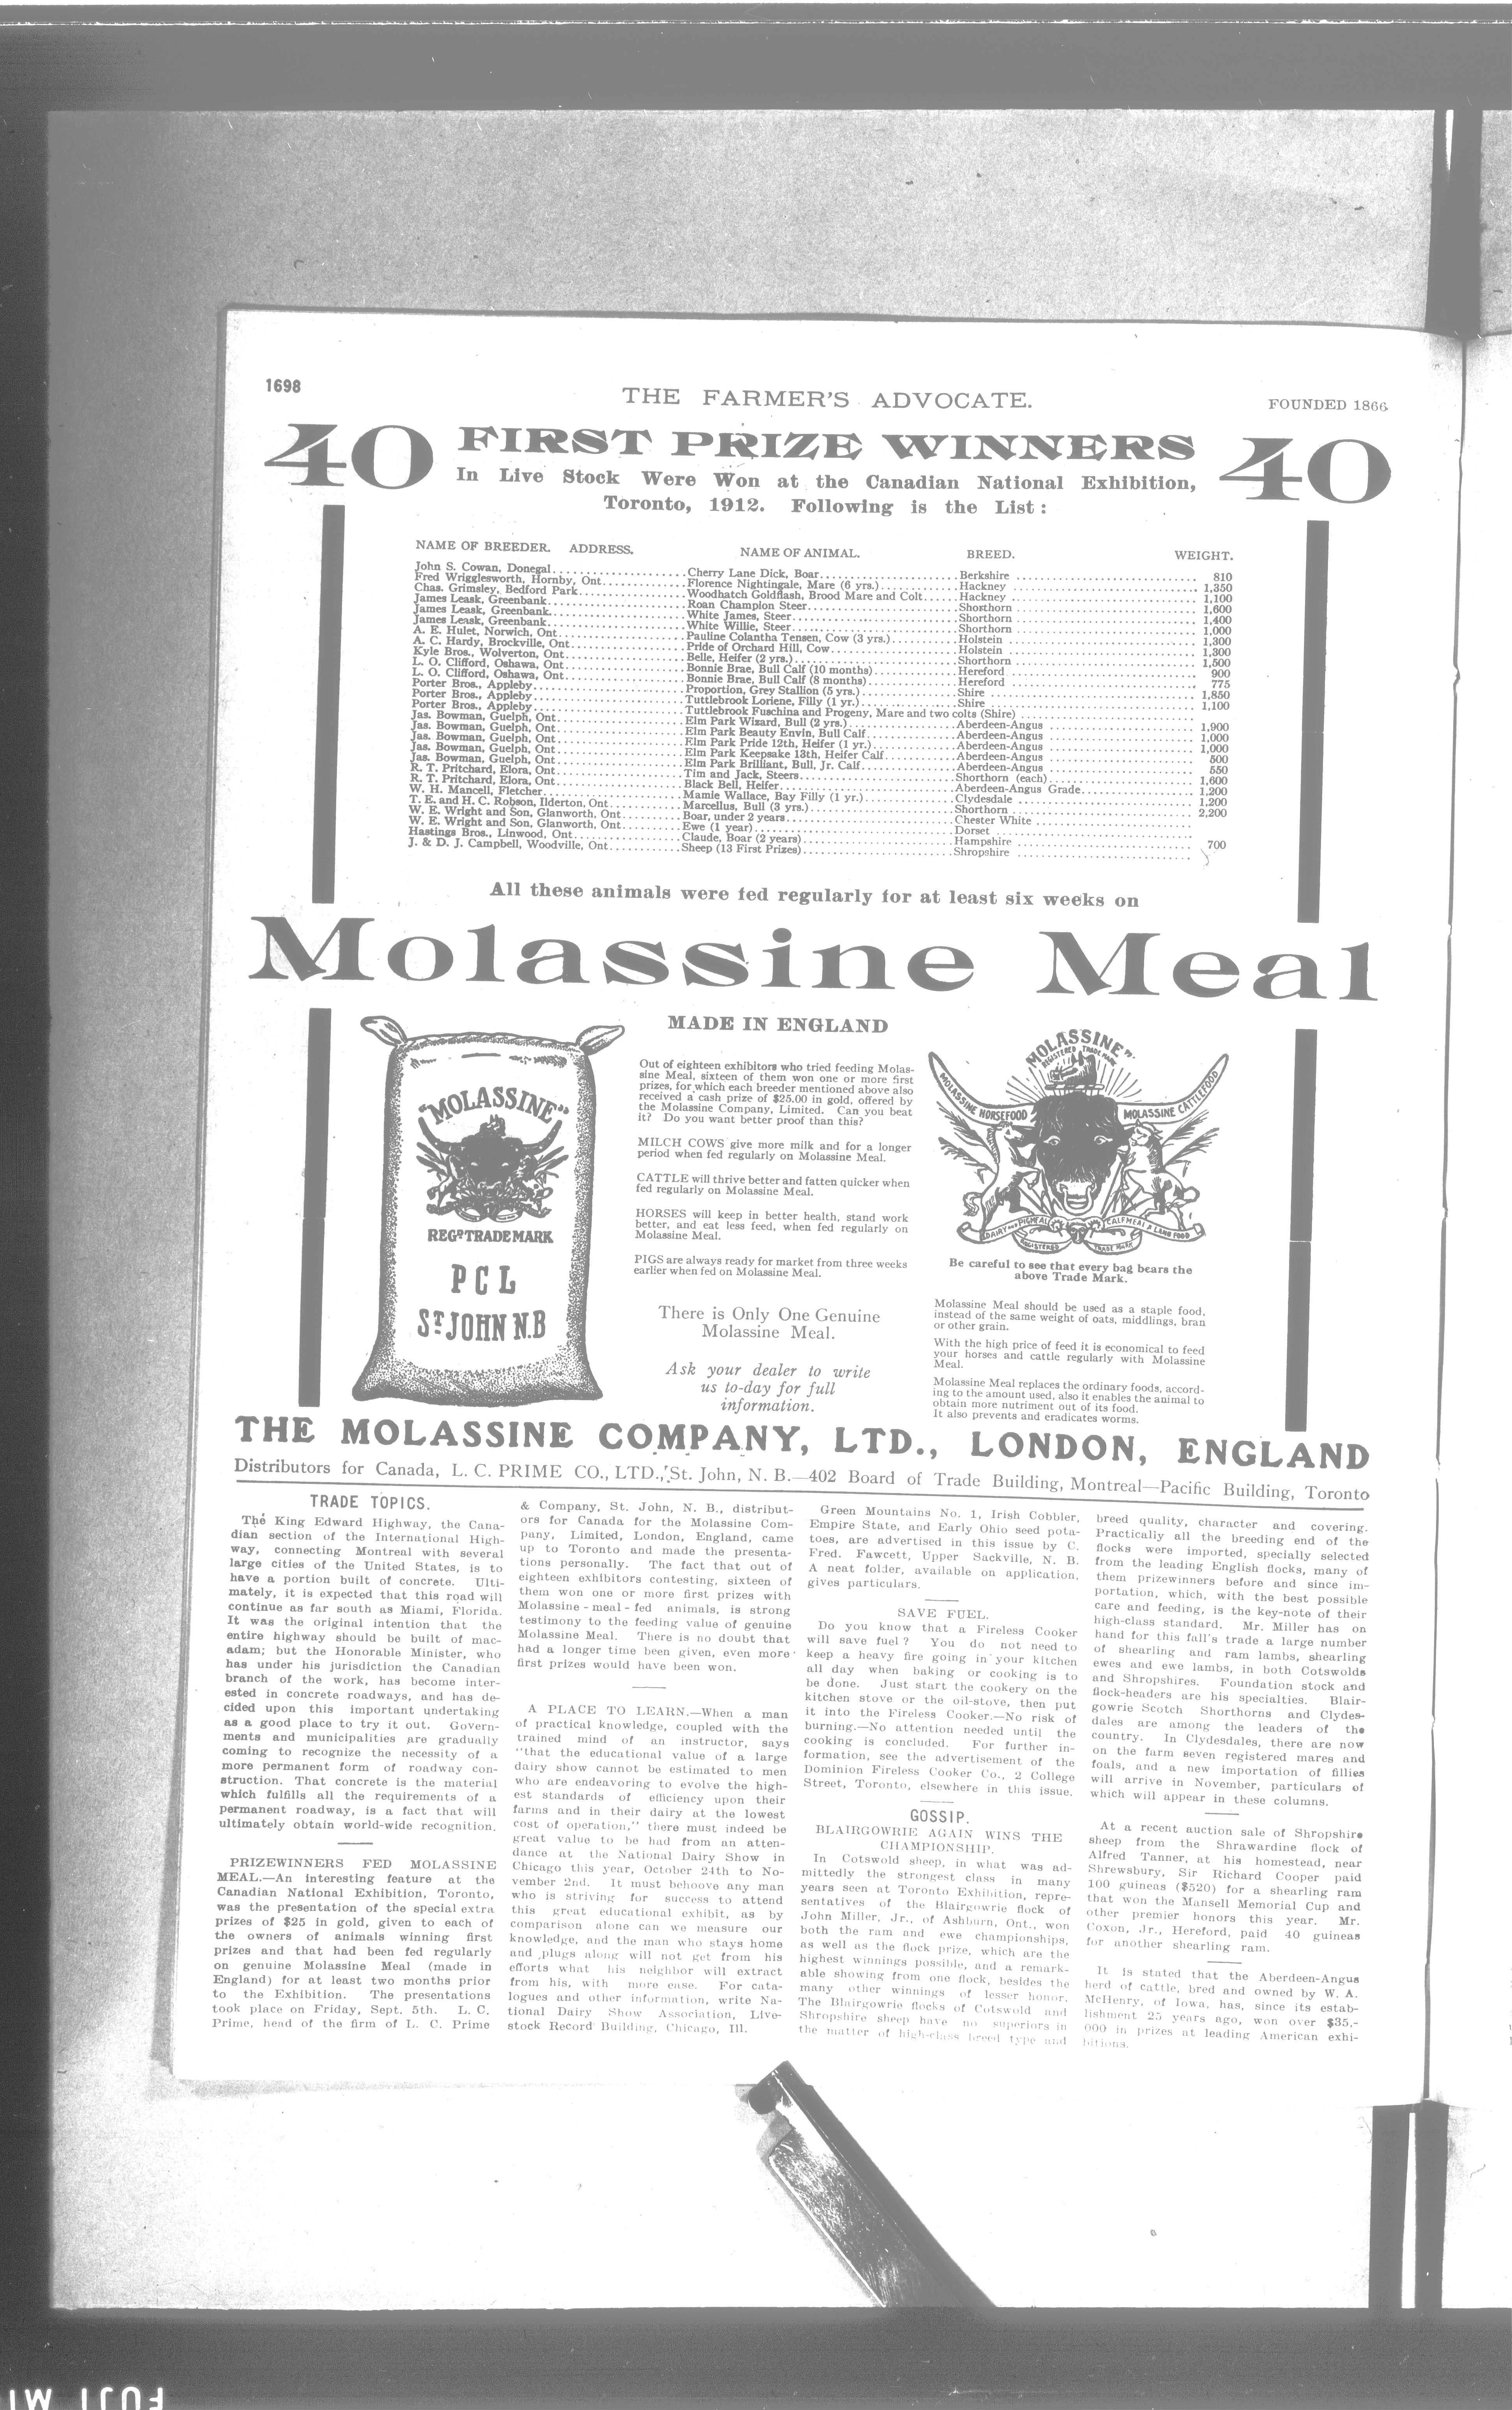 1698
THE FARMER'S ADVOCATE.
FOUNDED 1866
40 FIRST PRIZE WINNERS 40
In Live Stock Were Won at the Canadian National Exhibition,
Toronto, 1912. Following is the List:
NAME OF BREEDER. ADDRESS. NAME OF ANIMAL. BREED. WEIGHT.
John S. Cowan, Donegal Cherry Lane Dick, Boar Berkshire 810
Fred Wrigglesworth, Hornby, Ont. Florence Nightingale, Mare (6 yrs.) Hackney 1,350
Chas. Grimsley, Bedford Park Woodhatch Goldflash, Brood Mare and Colt Hackney 1,100
James Leask, Greenbank Roan Champion Steer Shosthorn 1,600
James Leask, Greenbank White James, Steer Shorthorn 1,400
James Leask, Greenbank White Willie, Steer Shorthorn 1,000
A. E. Hulet, Norwich, Ont. Pauline Colantha Tensen, Cow (3 yrs.) Holstein 1,300
A. C. Hardy, Brockville, Ont. Pride of Orchard Hill, Cow Holstein 1,300
Kyle Bros., Wolverton, Ont. Belle, Heifer (2 yrs.) Shorthorn 1,500
L. O. Clifford, Oshawa, Ont. Bonnie Brae, Bull Calf (10 months) Hereford 900
L. O. Clifford, Oshawa, Ont. Bonnie Brae, Bull Calf (8 months) Hereford 775
Porter Bros., Appleby Proportion, Grey Stallion (5 yrs.) Shire 1,850
Porter Bros., Appleby Tuttlebrook Loriene, Filly (1 yr.) Shire 1,100
Porter Bros., Appleby Tuttlebrook Fuschina and Progeny, Mare and two colts (Shire)
Jas. Bowman, Guelph, Ont. Elm Park Wizard, Bull (2 yrs.) Aberdeen-Angus 1,900
Jas. Bowman, Guelph, Ont. Elm Park Beauty Envin, Bull Calf Aberdeen-Angus 1,000
Jas. Bowman, Guelph, Ont. Elm Park Pride 12th, Heifer (1 yr.) Aberdeen-Angus 1,000
Jas. Bowman, Guelph, Ont. Elm Park Keepsake 13th, Heifer Calf Aberdeen-Angus 500
Jas. Bowman, Guelph, Ont. Elm Park Brilliant, Bull, Jr. Calf Aberdeen-Angus 550
R. T. Pritchard, Elora, Ont. Tim and Jack, Steers Shorthorn (each) 1,600
R. T. Pritchard, Elora, Ont. Black Bell, Heifer Aberdeen-Angus Grade 1,200
W. H. Mancell, Fletcher Mamie Wallace, Bay Filly (1 yr.) Clydesdale 1,200
T. E. and H. C. Robson, Ilderton, Ont. Marcellus, Bull (3 yrs.) Shorthorn 2,200
W. E. Wright and Son, Glanworth, Ont. Boar, under 2 years Chester White
W. E. Wright and Son, Glanworth, Ont. Ewe (1 year) Dorset
Hastings Bros., Linwood, Ont. Claude, Boar (2 years) Hampshire 700
J. & D. J. Campbell, Woodville, Ont. Sheep (13 First Prizes) Shropshire
All these animals were fed regularly for at least six weeks on
Molassine Meal
"MOLASSINE"
REGD TRADE MARK
PCL
ST JOHN N.B
MADE IN ENGLAND
Out of eighteen exhibitors who tried feeding Molas-
sine Meal, sixteen of them won one or more first
prizes, for which each breeder mentioned above also
received a cash prize of $25.00 in gold, offered by
the Molassine Company, Limited. Can you beat
it? Do you want better proof than this?
MILCH COWS give more milk and for a longer
period when fed regularly on Molassine Meal.
CATTLE will thrive better and fatten quicker when
fed regularly on Molassine Meal.
HORSES will keep in better health, stand work
better, and eat less feed, when fed regularly on
Molassine Meal.
PIGS are always ready for market from three weeks
earlier when fed on Molassine Meal.
There is Only One Genuine
Molassine Meal.
Ask your dealer to write
us to-day for full
information.
"MOLASSINE"
REGISTERED TRADE MARK
MOLASSINE HORSEFOOD
MOLASSINE CATTLEFOOD
DAIRY AND PIGMEAL
CALFMEAL & LAMB FOOD
REGISTERED TRADE MARK
Be careful to see that every bag bears the
above Trade Mark.
Molassine Meal should be used as a staple food,
instead of the same weight of oats, middlings, bran
or other grain.
With the high price of feed it is economical to feed
your horses and cattle regularly with Molassine
Meal.
Molassine Meal replaces the ordinary foods, accord-
ing to the amount used, also it enables the animal to
obtain more nutriment out of its food.
It also prevents and eradicates worms.
THE MOLASSINE COMPANY, LTD., LONDON, ENGLAND
Distributors for Canada, L. C. PRIME CO., LTD., St. John, N. B.—402 Board of Trade Building, Montreal—Pacific Building, Toronto
TRADE TOPICS.
The King Edward Highway, the Cana-
dian section of the International High-
way, connecting Montreal with several
large cities of the United States, is to
have a portion built of concrete. Ulti-
mately, it is expected that this road will
continue as far south as Miami, Florida.
It was the original intention that the
entire highway should be built of mac-
adam; but the Honorable Minister, who
has under his jurisdiction the Canadian
branch of the work, has become inter-
ested in concrete roadways, and has de-
cided upon this important undertaking
as a good place to try it out. Govern-
ments and municipalities are gradually
coming to recognize the necessity of a
more permanent form of roadway con-
struction. That concrete is the material
which fulfills all the requirements of a
permanent roadway, is a fact that will
ultimately obtain world-wide recognition.
PRIZEWINNERS FED MOLASSINE
MEAL.—An interesting feature at the
Canadian National Exhibition, Toronto,
was the presentation of the special extra
prizes of $25 in gold, given to each of
the owners of animals winning first
prizes and that had been fed regularly
on genuine Molassine Meal (made in
England) for at least two months prior
to the Exhibition. The presentations
took place on Friday, Sept. 5th. L. C.
Prime, head of the firm of L. C. Prime
& Company, St. John, N. B., distribut-
ors for Canada for the Molassine Com-
pany, Limited, London, England, came
up to Toronto and made the presenta-
tions personally. The fact that out of
eighteen exhibitors contesting, sixteen of
them won one or more first prizes with
Molassine-meal-fed animals, is strong
testimony to the feeding value of genuine
Molassine Meal. There is no doubt that
had a longer time been given, even more
first prizes would have been won.
A PLACE TO LEARN.—When a man
of practical knowledge, coupled with the
trained mind of an instructor, says
"that the educational value of a large
dairy show cannot be estimated to men
who are endeavoring to evolve the high-
est standards of efficiency upon their
farms and in their dairy at the lowest
cost of operation," there must indeed be
great value to be had from an atten-
dance at the National Dairy Show in
Chicago this year, October 24th to No-
vember 2nd. It must behoove any man
who is striving for success to attend
this great educational exhibit, as by
comparison alone can we measure our
knowledge, and the man who stays home
and plugs along will not get from his
efforts what his neighbor will extract
from his, with more ease. For cata-
logues and other information, write Na-
tional Dairy Show Association, Live-
stock Record Building, Chicago, Ill.
Green Mountains No. 1, Irish Cobbler,
Empire State, and Early Ohio seed pota-
toes, are advertised in this issue by C.
Fred. Fawcett, Upper Sackville, N. B.
A neat folder, available on application,
gives particulars.
SAVE FUEL.
Do you know that a Fireless Cooker
will save fuel? You do not need to
keep a heavy fire going in your kitchen
all day when baking or cooking is to
be done. Just start the cookery on the
kitchen stove or the oil-stove, then put
it into the Fireless Cooker.—No risk of
burning.—No attention needed until the
cooking is concluded. For further in-
formation, see the advertisement of the
Dominion Fireless Cooker Co., 2 College
Street, Toronto, elsewhere in this issue.
GOSSIP.
BLAIRGOWRIE AGAIN WINS THE
CHAMPIONSHIP.
In Cotswold sheep, in what was ad-
mittedly the strongest class in many
years seen at Toronto Exhibition, repre-
sentatives of the Blairgowrie flock of
John Miller, Jr., of Ashburn, Ont., won
both the ram and ewe championships,
as well as the flock prize, which are the
highest winnings possible, and a remark-
able showing from one flock, besides the
many other winnings of lesser honor.
The Blairgowrie flocks of Cotswold and
Shropshire sheep have no superiors in
the matter of high-class breed type and
breed quality, character and covering.
Practically all the breeding end of the
flocks were imported, specially selected
from the leading English flocks, many of
them prizewinners before and since im-
portation, which, with the best possible
care and feeding, is the key-note of their
high-class standard. Mr. Miller has on
hand for this fall's trade a large number
of shearling and ram lambs, shearling
ewes and ewe lambs, in both Cotswolds
and Shropshires. Foundation stock and
flock-headers are his specialties. Blair-
gowrie Scotch Shorthorns and Clydes-
dales are among the leaders of the
country. In Clydesdales, there are now
on the farm seven registered mares and
foals, and a new importation of fillies
will arrive in November, particulars of
which will appear in these columns.
At a recent auction sale of Shropshire
sheep from the Shrawardine flock of
Alfred Tanner, at his homestead, near
Shrewsbury, Sir Richard Cooper paid
100 guineas ($520) for a shearling ram
that won the Mansell Memorial Cup and
other premier honors this year. Mr.
Coxon, Jr., Hereford, paid 40 guineas
for another shearling ram.
It is stated that the Aberdeen-Angus
herd of cattle, bred and owned by W. A.
McHenry, of Iowa, has, since its estab-
lishment 25 years ago, won over $35,-
000 in prizes at leading American exhi-
bitions.
FUJI